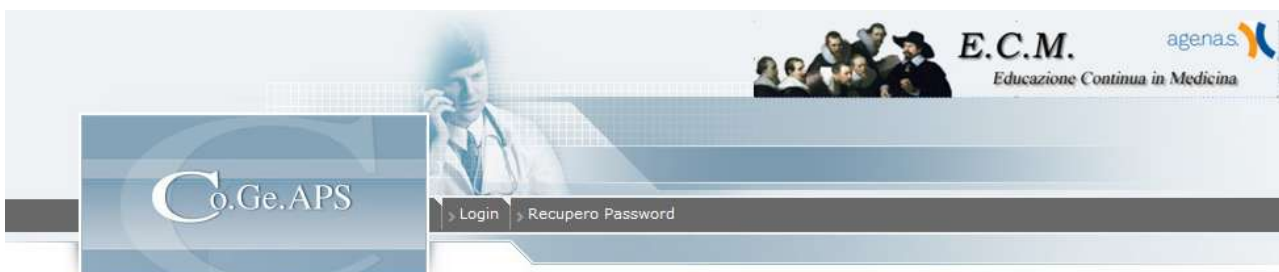 E.C.M.
agenas.
Educazione Continua in Medicina
Co.Ge.APS
Login
Recupero Password